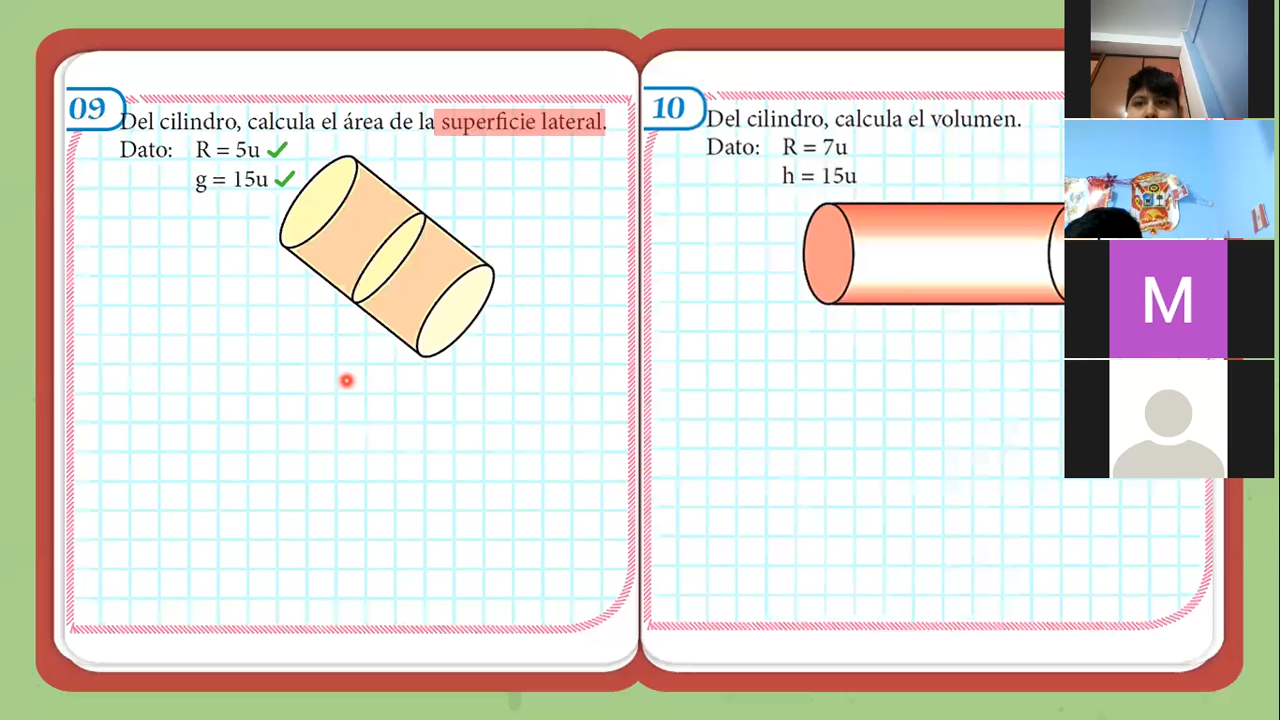 09
Del cilindro, calcula el área de la superficie lateral.
Dato: R = 5u
g = 15u
10
Del cilindro, calcula el volumen.
Dato: R = 7u
h = 15u
M